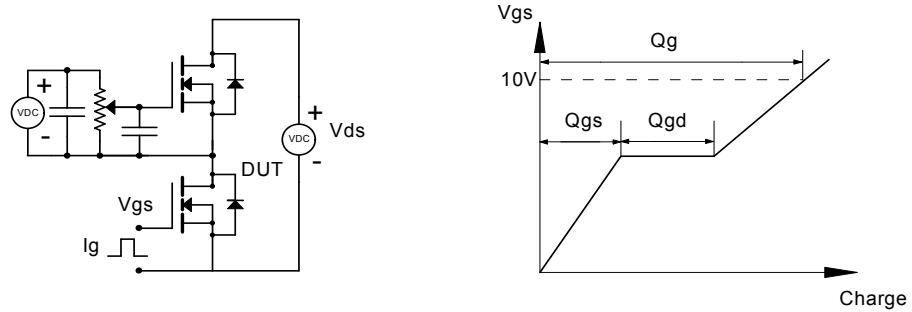 +
VDC
-
+
VDC
-
Vds
DUT
Vgs
Ig
Vgs
Qg
10V
Qgs
Qgd
Charge